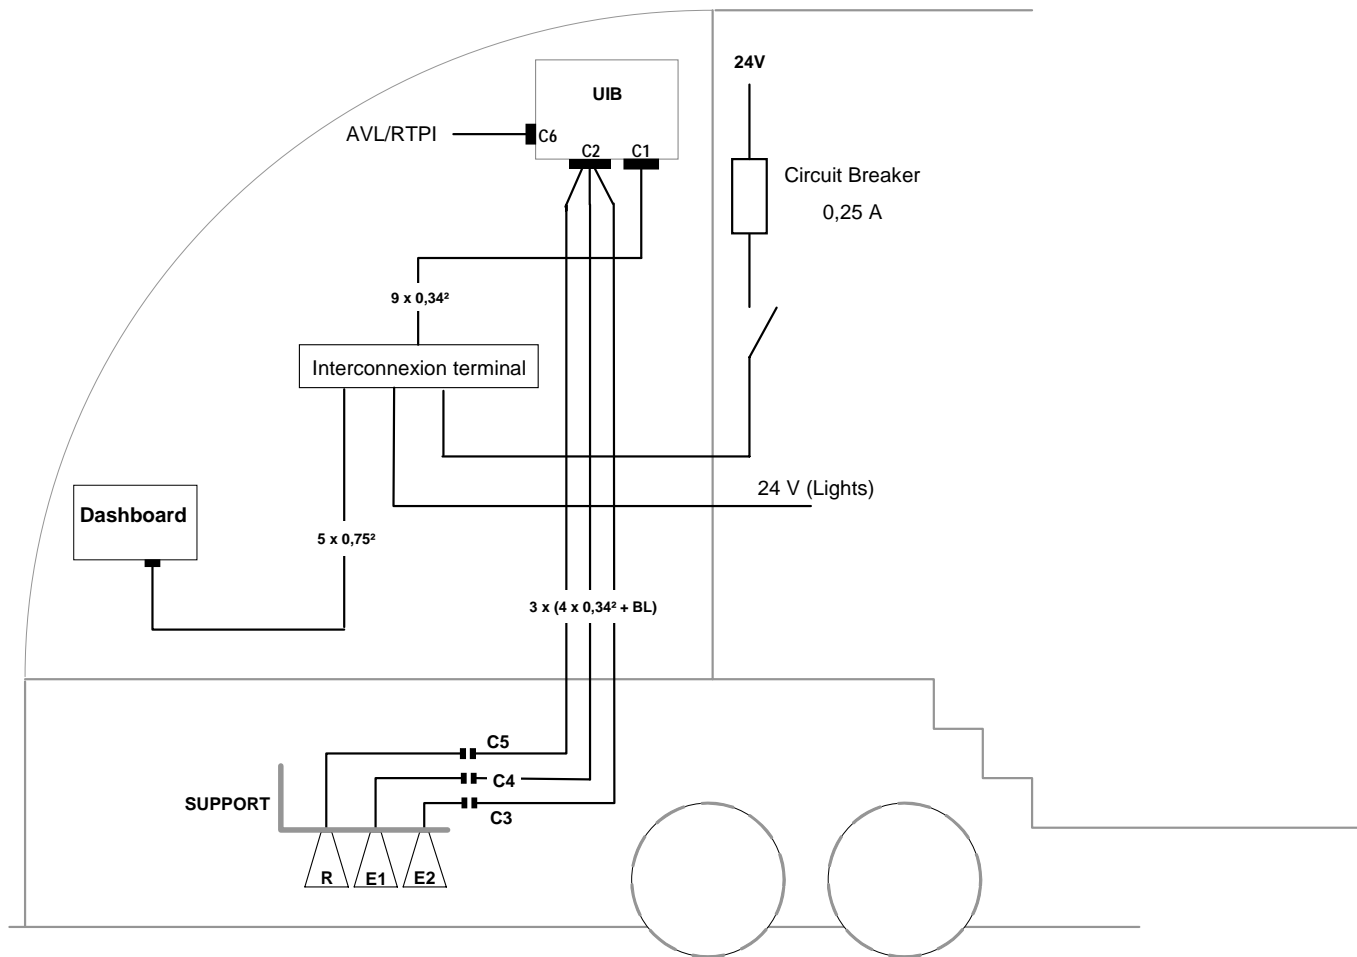 24V
UIB
AVL/RTPI
C6
C2
C1
Circuit Breaker
0,25 A
9 x 0,34²
Interconnexion terminal
24 V (Lights)
Dashboard
5 x 0,75²
3 x (4 x 0,34² + BL)
C5
C4
SUPPORT
C3
R
E1
E2